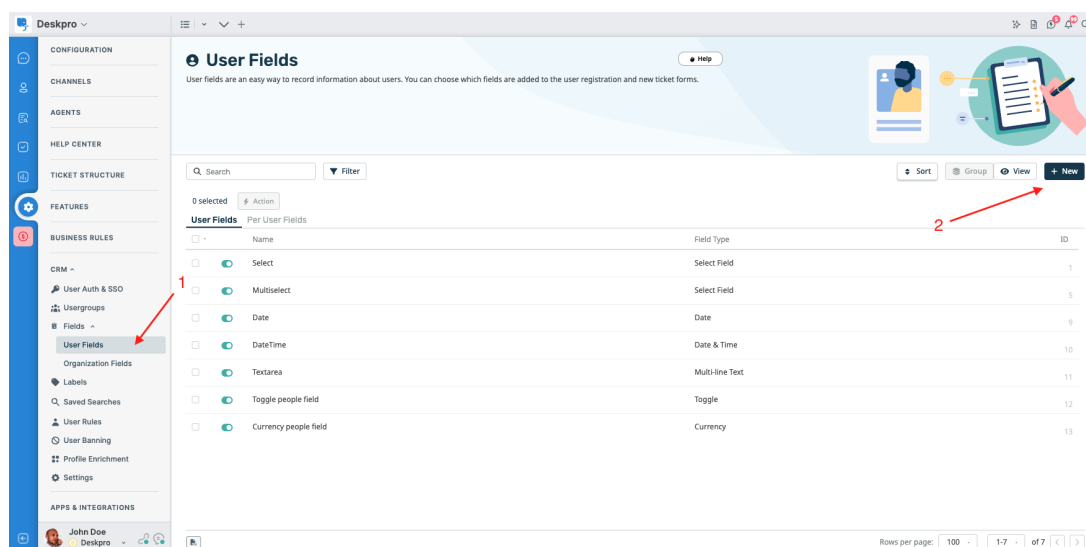 Deskpro
CONFIGURATION
CHANNELS
AGENTS
HELP CENTER
TICKET STRUCTURE
FEATURES
BUSINESS RULES
CRM
User Auth & SSO
Usergroups
Fields
User Fields
Organization Fields
Labels
Saved Searches
User Rules
User Banning
Profile Enrichment
Settings
APPS & INTEGRATIONS
John Doe
Deskpro
User Fields
Help
User fields are an easy way to record information about users. You can choose which fields are added to the user registration and new ticket forms.
Search
Filter
Sort
Group
View
+ New
0 selected
Action
User Fields Per User Fields
Name Field Type ID
Select Select Field 1
Multiselect Select Field 5
Date Date 9
DateTime Date & Time 10
Textarea Multi-line Text 11
Toggle people field Toggle 12
Currency people field Currency 13
Rows per page: 100 1-7 of 7
1
2